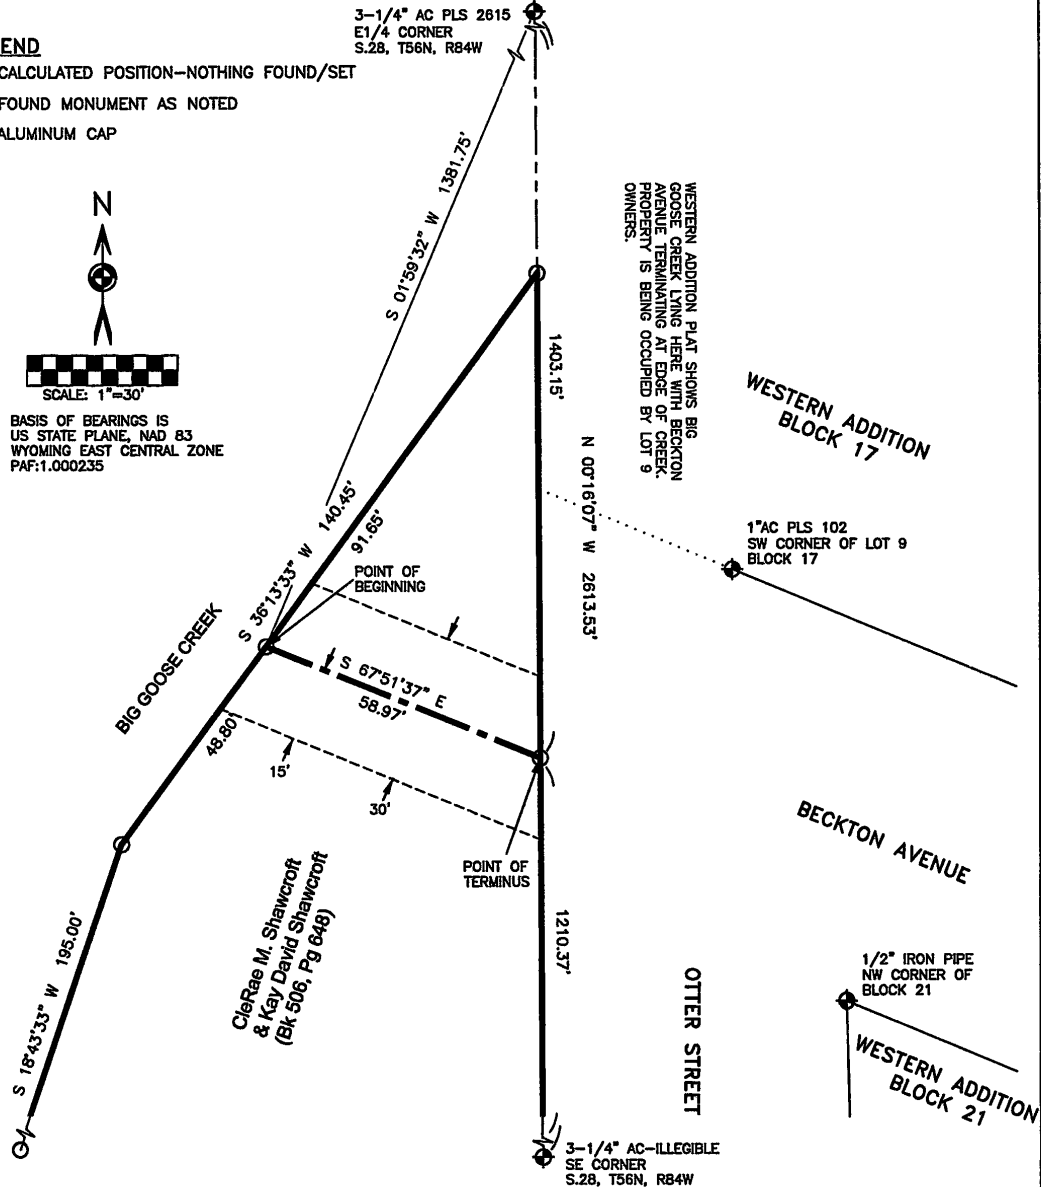 3-1/4" AC PLS 2615
E1/4 CORNER
S.28, T56N, R84W
END
CALCULATED POSITION-NOTHING FOUND/SET
FOUND MONUMENT AS NOTED
ALUMINUM CAP
N
SCALE: 1"=30'
BASIS OF BEARINGS IS
US STATE PLANE, NAD 83
WYOMING EAST CENTRAL ZONE
PAF:1.000235
S 01°59'32" W 1381.75'
WESTERN ADDITION PLAT SHOWS BIG
GOOSE CREEK LYING HERE WITH BECKTON
AVENUE TERMINATING AT EDGE OF CREEK.
PROPERTY IS BEING OCCUPIED BY LOT 9
OWNERS.
1403.15'
N 00°16'07" W 2613.53'
WESTERN ADDITION
BLOCK 17
1"AC PLS 102
SW CORNER OF LOT 9
BLOCK 17
S 36°13'33" W 140.45'
91.65'
POINT OF
BEGINNING
BIG GOOSE CREEK
S 67°51'37" E
58.97'
48.80'
15'
30'
BECKTON AVENUE
POINT OF
TERMINUS
CleRae M. Shawcroft
& Kay David Shawcroft
(Bk 506, Pg 648)
1210.37'
S 18°43'33" W 195.00'
OTTER STREET
1/2" IRON PIPE
NW CORNER OF
BLOCK 21
WESTERN ADDITION
BLOCK 21
3-1/4" AC-ILLEGIBLE
SE CORNER
S.28, T56N, R84W